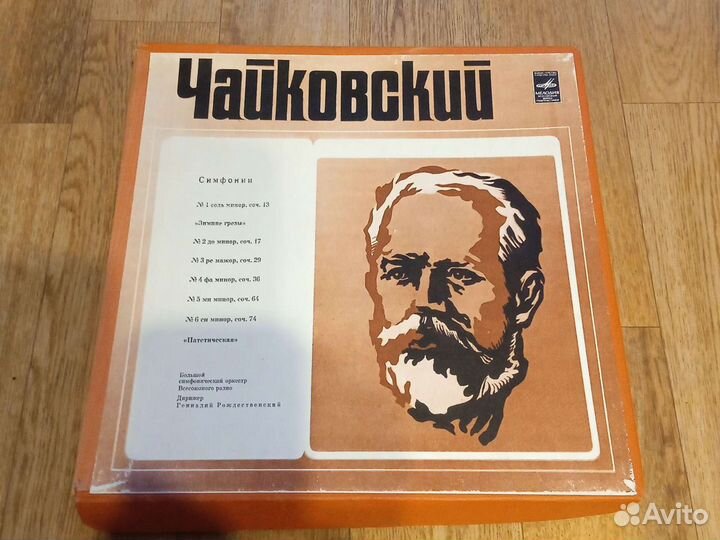 Чайковский
МЕЛОДИЯ
Симфонии
№ 1 соль минор, соч. 13
«Зимние грезы»
№ 2 до минор, соч. 17
№ 3 ре мажор, соч. 29
№ 4 фа минор, соч. 36
№ 5 ми минор, соч. 64
№ 6 си минор, соч. 74
«Патетическая»
Большой
симфонический оркестр
Всесоюзного радио
Дирижер
Геннадий Рождественский
Avito